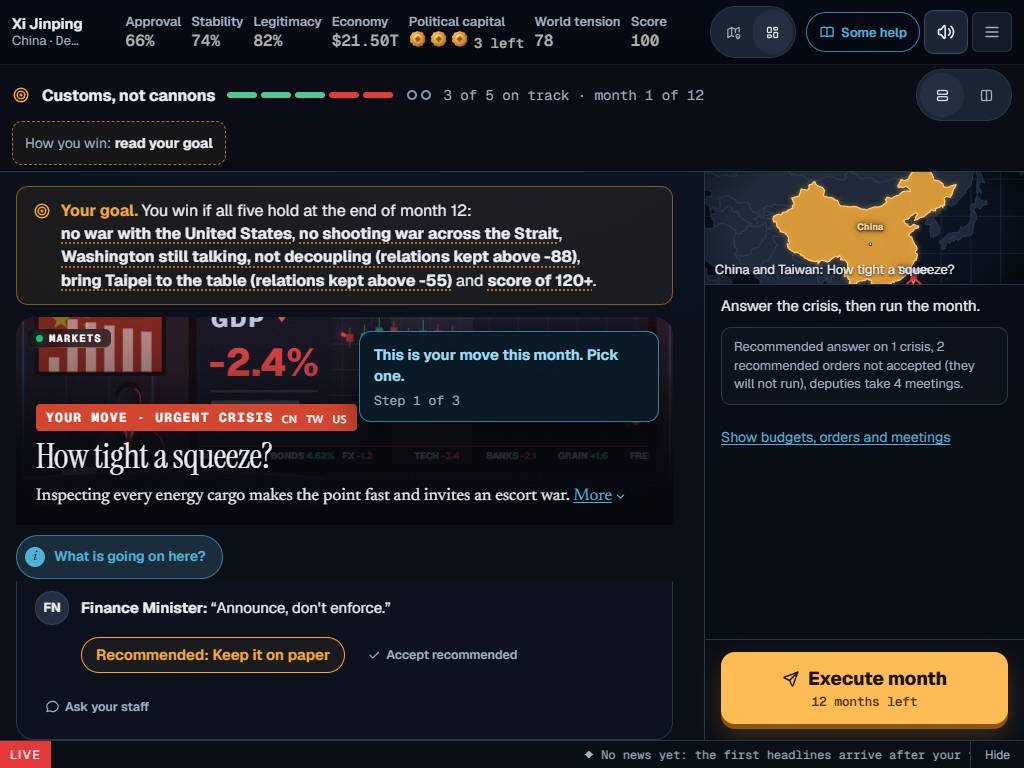 Xi Jinping
China · De...
Approval
66%
Stability
74%
Legitimacy
82%
Economy
$21.50T
Political capital
3 left
World tension
78
Score
100
Some help
Customs, not cannons
3 of 5 on track · month 1 of 12
How you win: read your goal
Your goal. You win if all five hold at the end of month 12:
no war with the United States, no shooting war across the Strait,
Washington still talking, not decoupling (relations kept above -88),
bring Taipei to the table (relations kept above -55) and score of 120+.
MARKETS
GDP
-2.4%
This is your move this month. Pick
one.
Step 1 of 3
YOUR MOVE · URGENT CRISIS CN TW US
How tight a squeeze?
BONDS 4.62% FX -1.2 TECH -3.4 BANKS -2.1 GRAIN +1.6 FRE
Inspecting every energy cargo makes the point fast and invites an escort war. More
i What is going on here?
FN
Finance Minister: “Announce, don't enforce.”
Recommended: Keep it on paper
Accept recommended
Ask your staff
China
China and Taiwan: How tight a squeeze?
Answer the crisis, then run the month.
Recommended answer on 1 crisis, 2
recommended orders not accepted (they
will not run), deputies take 4 meetings.
Show budgets, orders and meetings
Execute month
12 months left
LIVE
No news yet: the first headlines arrive after your
Hide